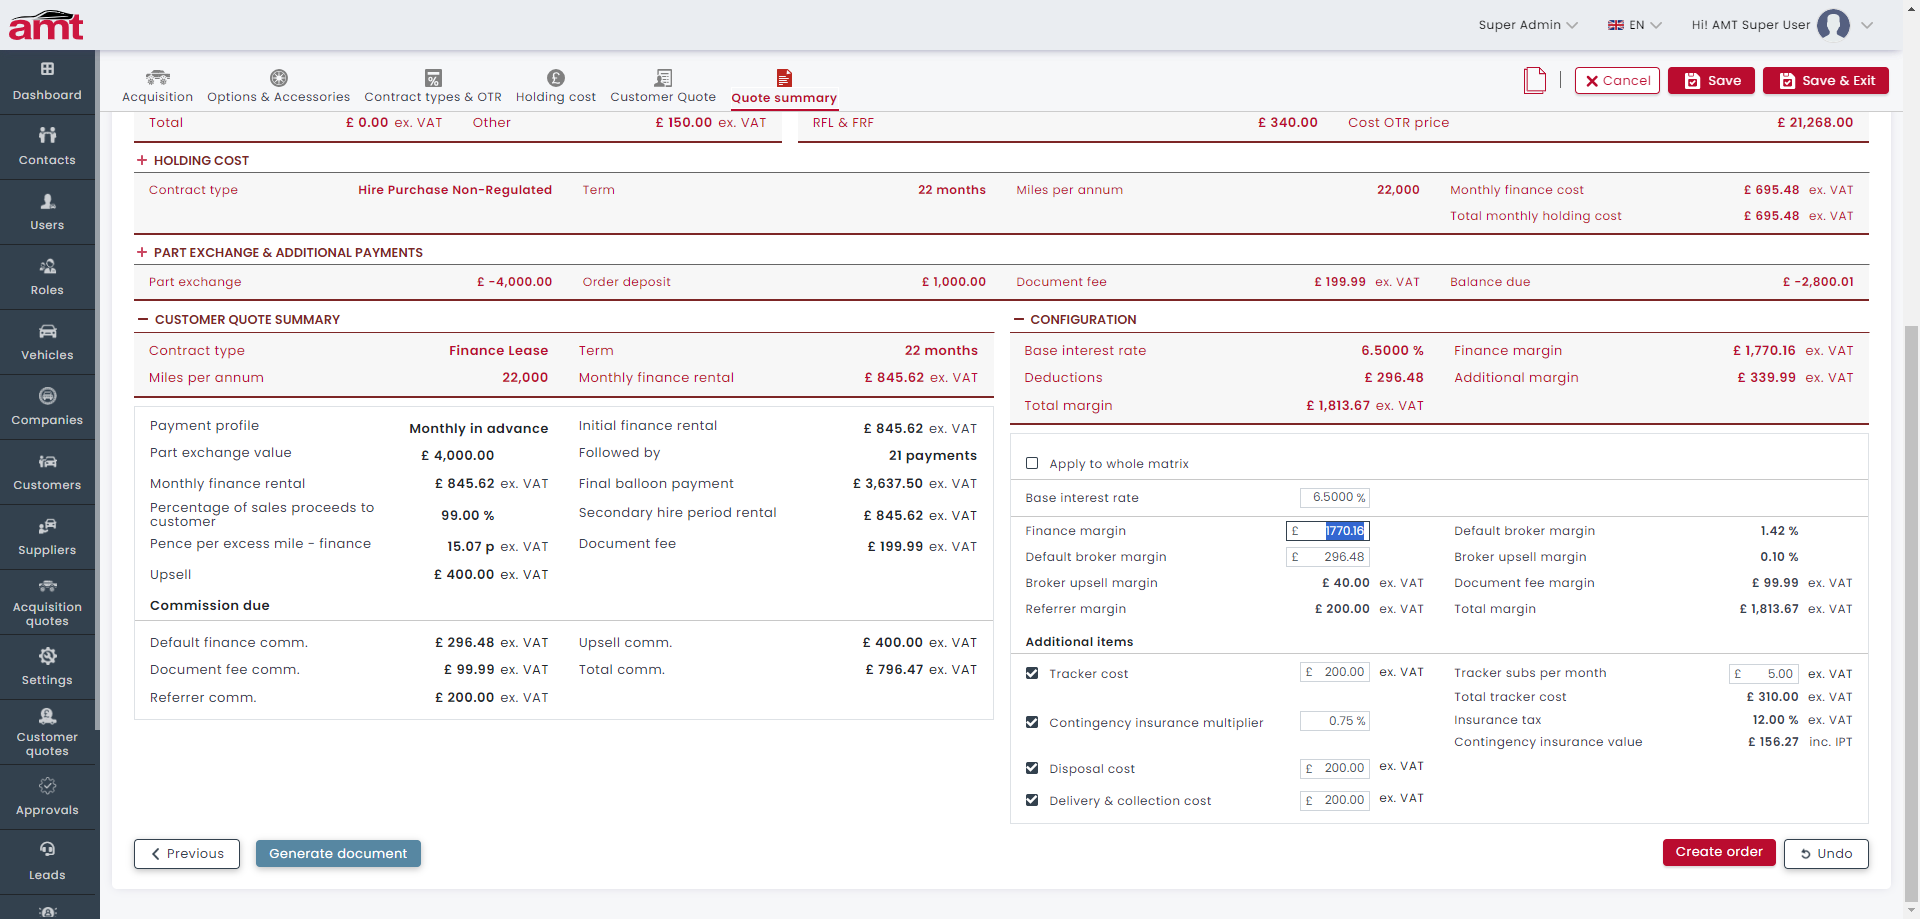 amt
Super Admin
EN
Hi! AMT Super User
Dashboard
Contacts
Users
Roles
Vehicles
Companies
Customers
Suppliers
Acquisition
quotes
Settings
Customer
quotes
Approvals
Leads
Acquisition
Options & Accessories
Contract types & OTR
Holding cost
Customer Quote
Quote summary
Cancel
Save
Save & Exit
Total £ 0.00 ex. VAT Other £ 150.00 ex. VAT
RFL & FRF £ 340.00 Cost OTR price £ 21,268.00
+ HOLDING COST
Contract type Hire Purchase Non-Regulated Term 22 months Miles per annum 22,000 Monthly finance cost £ 695.48 ex. VAT
Total monthly holding cost £ 695.48 ex. VAT
+ PART EXCHANGE & ADDITIONAL PAYMENTS
Part exchange £ -4,000.00 Order deposit £ 1,000.00 Document fee £ 199.99 ex. VAT Balance due £ -2,800.01
— CUSTOMER QUOTE SUMMARY
Contract type Finance Lease Term 22 months
Miles per annum 22,000 Monthly finance rental £ 845.62 ex. VAT
Payment profile Monthly in advance Initial finance rental £ 845.62 ex. VAT
Part exchange value £ 4,000.00 Followed by 21 payments
Monthly finance rental £ 845.62 ex. VAT Final balloon payment £ 3,637.50 ex. VAT
Percentage of sales proceeds to
customer 99.00 % Secondary hire period rental £ 845.62 ex. VAT
Pence per excess mile - finance 15.07 p ex. VAT Document fee £ 199.99 ex. VAT
Upsell £ 400.00 ex. VAT
Commission due
Default finance comm. £ 296.48 ex. VAT Upsell comm. £ 400.00 ex. VAT
Document fee comm. £ 99.99 ex. VAT Total comm. £ 796.47 ex. VAT
Referrer comm. £ 200.00 ex. VAT
— CONFIGURATION
Base interest rate 6.5000 % Finance margin £ 1,770.16 ex. VAT
Deductions £ 296.48 Additional margin £ 339.99 ex. VAT
Total margin £ 1,813.67 ex. VAT
Apply to whole matrix
Base interest rate 6.5000 %
Finance margin £ 1770.16 Default broker margin 1.42 %
Default broker margin £ 296.48 Broker upsell margin 0.10 %
Broker upsell margin £ 40.00 ex. VAT Document fee margin £ 99.99 ex. VAT
Referrer margin £ 200.00 ex. VAT Total margin £ 1,813.67 ex. VAT
Additional items
Tracker cost £ 200.00 ex. VAT Tracker subs per month £ 5.00 ex. VAT
Total tracker cost £ 310.00 ex. VAT
Contingency insurance multiplier 0.75 % Insurance tax 12.00 % ex. VAT
Contingency insurance value £ 156.27 inc. IPT
Disposal cost £ 200.00 ex. VAT
Delivery & collection cost £ 200.00 ex. VAT
Previous
Generate document
Create order
Undo